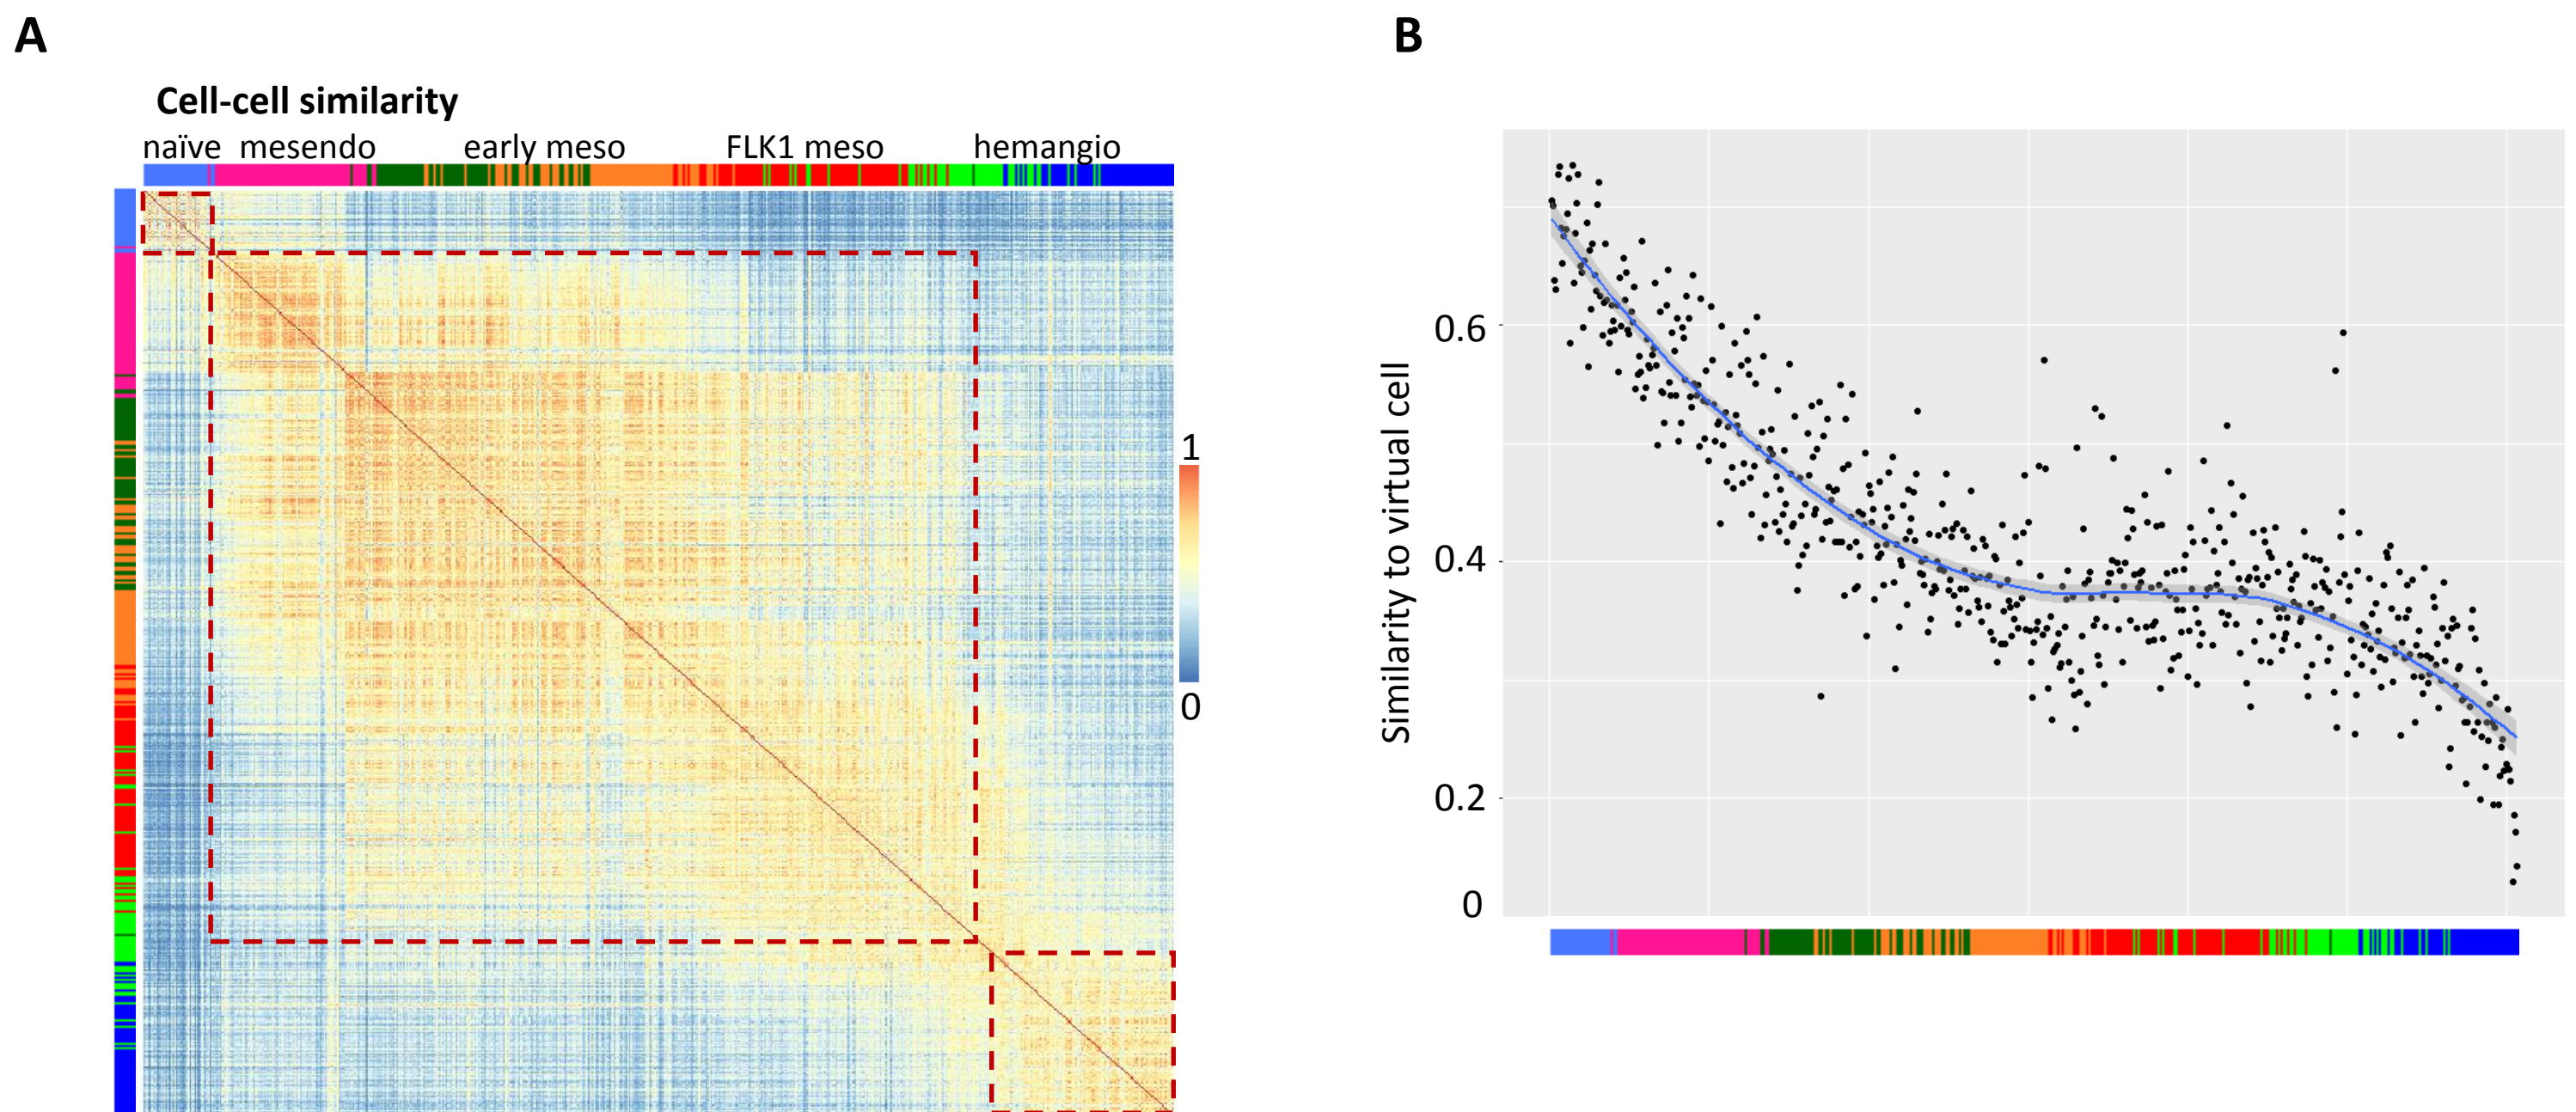 A
B
Cell-cell similarity
naïve mesendo early meso FLK1 meso hemangio
1
0
Similarity to virtual cell
0.6
0.4
0.2
0